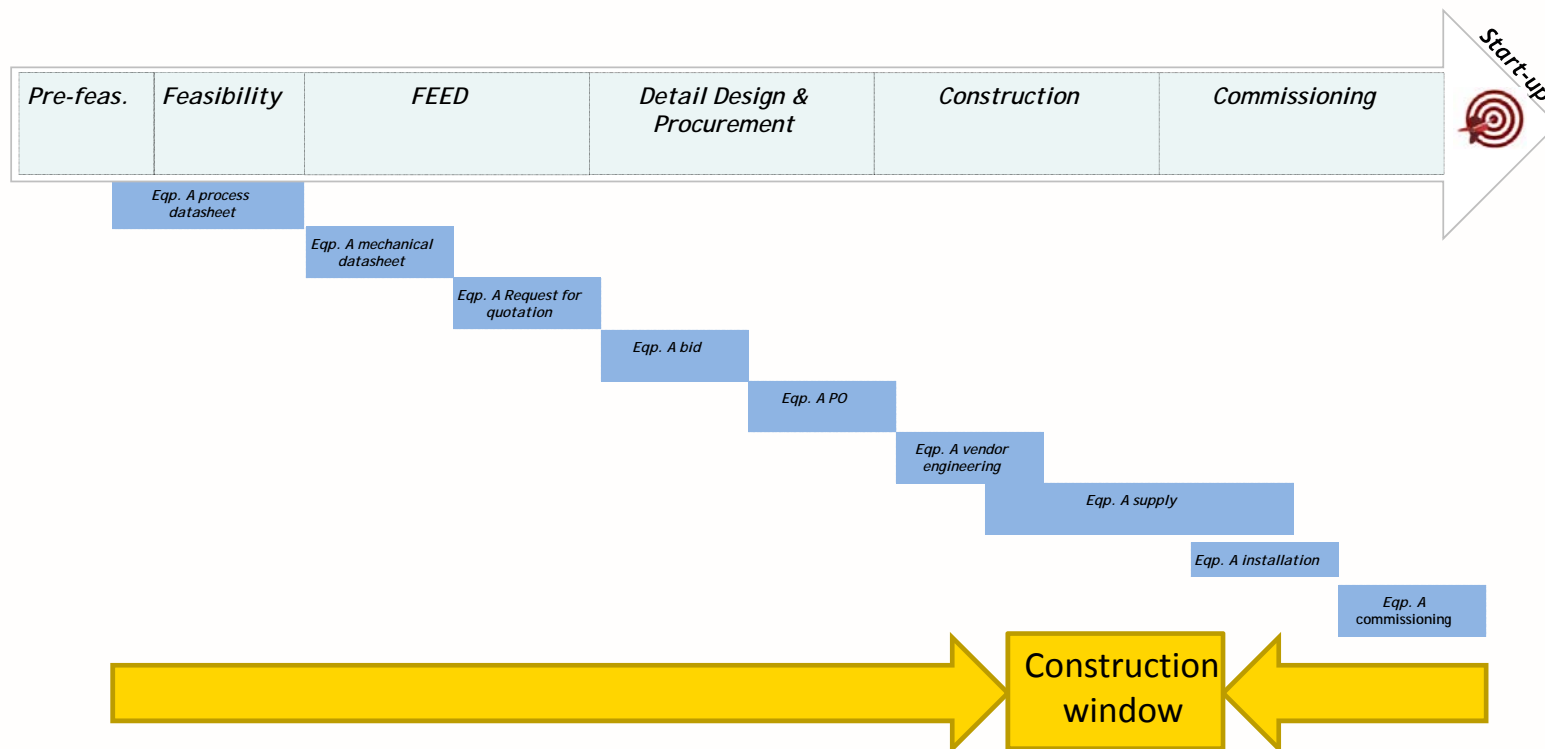 Start-up
Pre-feas.
Feasibility
FEED
Detail Design &
Procurement
Construction
Commissioning
Eqp. A process
datasheet
Eqp. A mechanical
datasheet
Eqp. A Request for
quotation
Eqp. A bid
Eqp. A PO
Eqp. A vendor
engineering
Eqp. A supply
Eqp. A installation
Eqp. A
commissioning
Construction
window